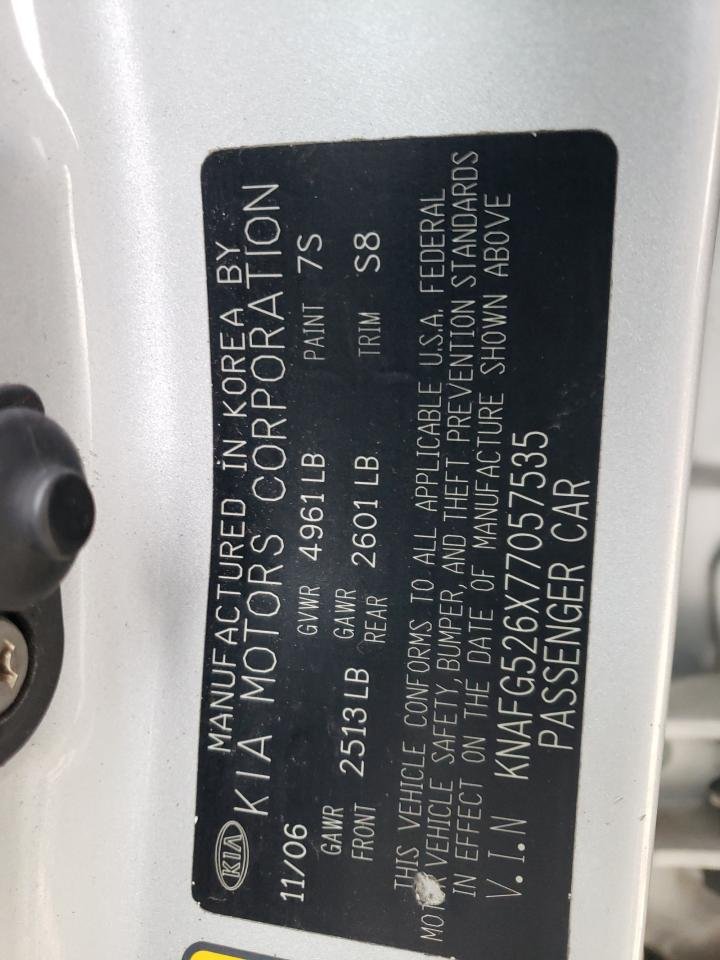 MANUFACTURED IN KOREA BY
KIA KIA MOTORS CORPORATION
11/06 GVWR 4961 LB PAINT 7S
GAWR FRONT 2513 LB GAWR REAR 2601 LB TRIM S8
THIS VEHICLE CONFORMS TO ALL APPLICABLE U.S.A. FEDERAL
MOTOR VEHICLE SAFETY, BUMPER, AND THEFT PREVENTION STANDARDS
IN EFFECT ON THE DATE OF MANUFACTURE SHOWN ABOVE
V.I.N KNAFG526X77057535
PASSENGER CAR